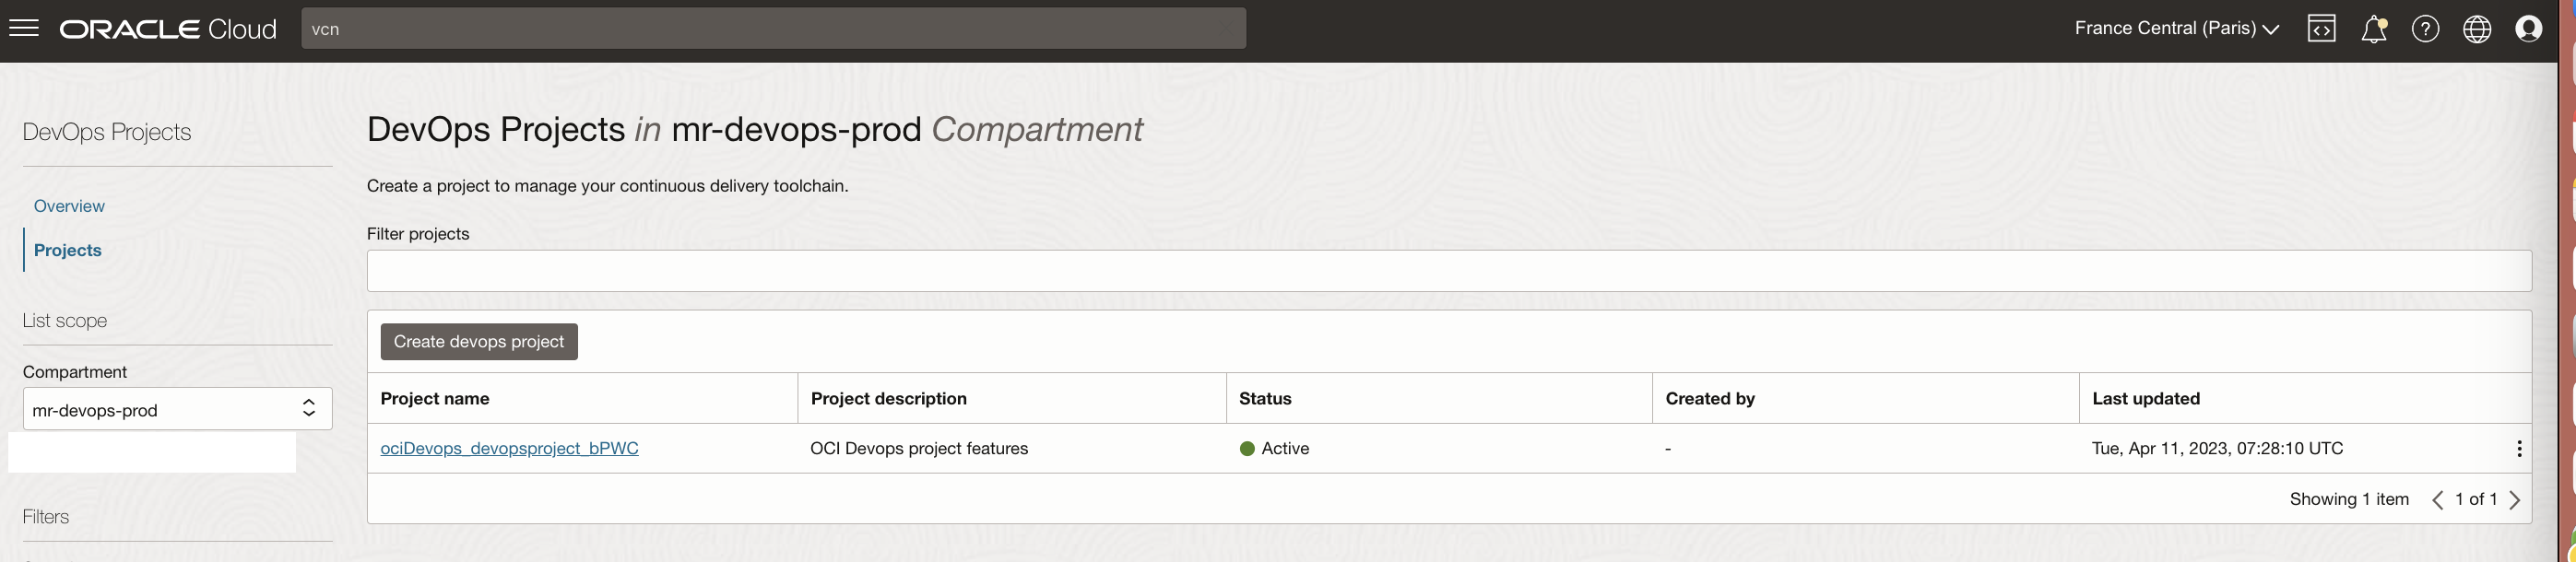 ORACLE Cloud
vcn
France Central (Paris)
DevOps Projects
Overview
Projects
List scope
Compartment
mr-devops-prod
Filters
DevOps Projects in mr-devops-prod Compartment
Create a project to manage your continuous delivery toolchain.
Filter projects
Create devops project
Project name Project description Status Created by Last updated
ociDevops_devopsproject_bPWC OCI Devops project features Active - Tue, Apr 11, 2023, 07:28:10 UTC
Showing 1 item 1 of 1